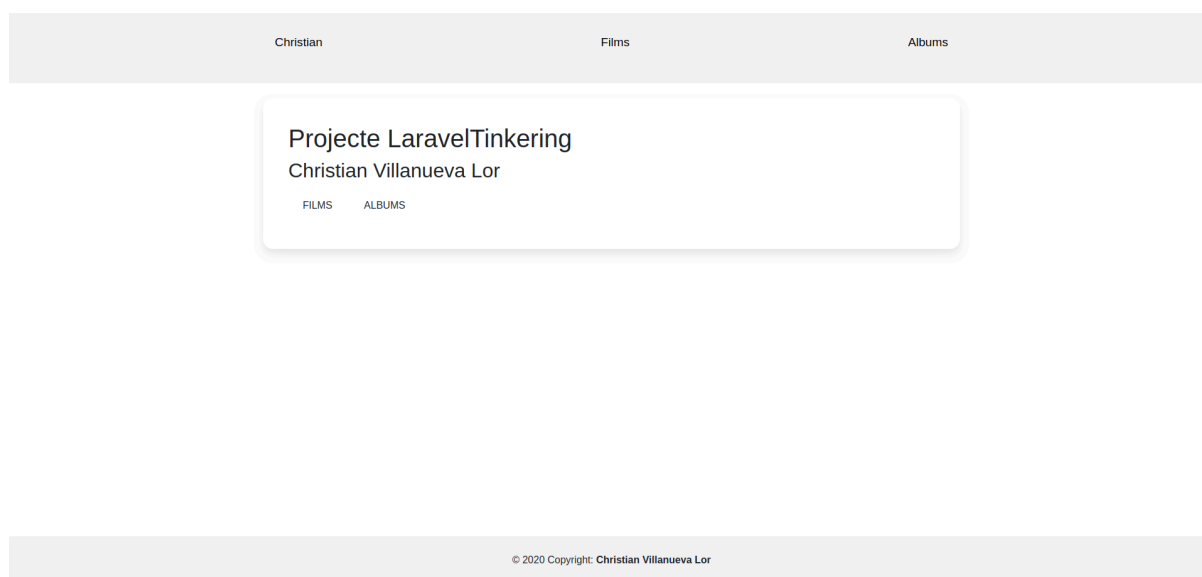 Christian Films Albums
Projecte LaravelTinkering
Christian Villanueva Lor
FILMS ALBUMS
© 2020 Copyright: Christian Villanueva Lor